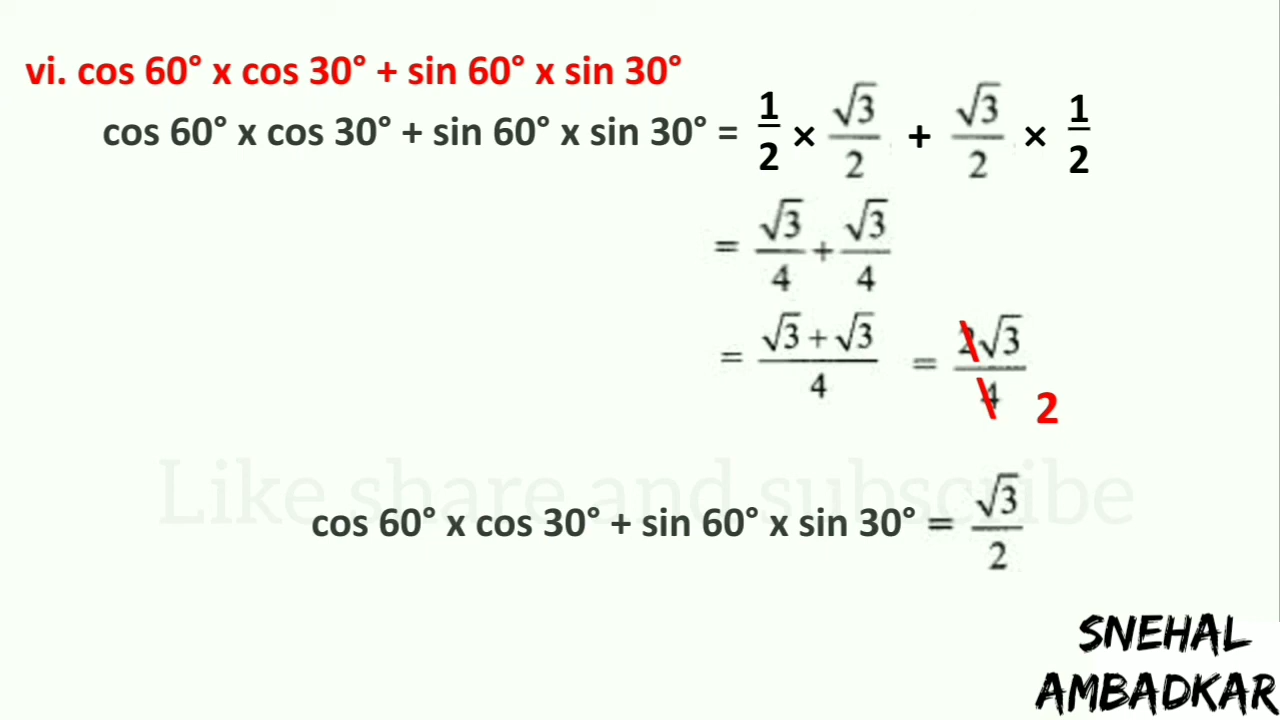 vi. cos 60° x cos 30° + sin 60° x sin 30°
cos 60° x cos 30° + sin 60° x sin 30° = 1/2 × √3/2 + √3/2 × 1/2
= √3/4 + √3/4
= (√3 + √3)/4 = 2√3/4 2
Like share and subscribe
cos 60° x cos 30° + sin 60° x sin 30° = √3/2
SNEHAL
AMBADKAR